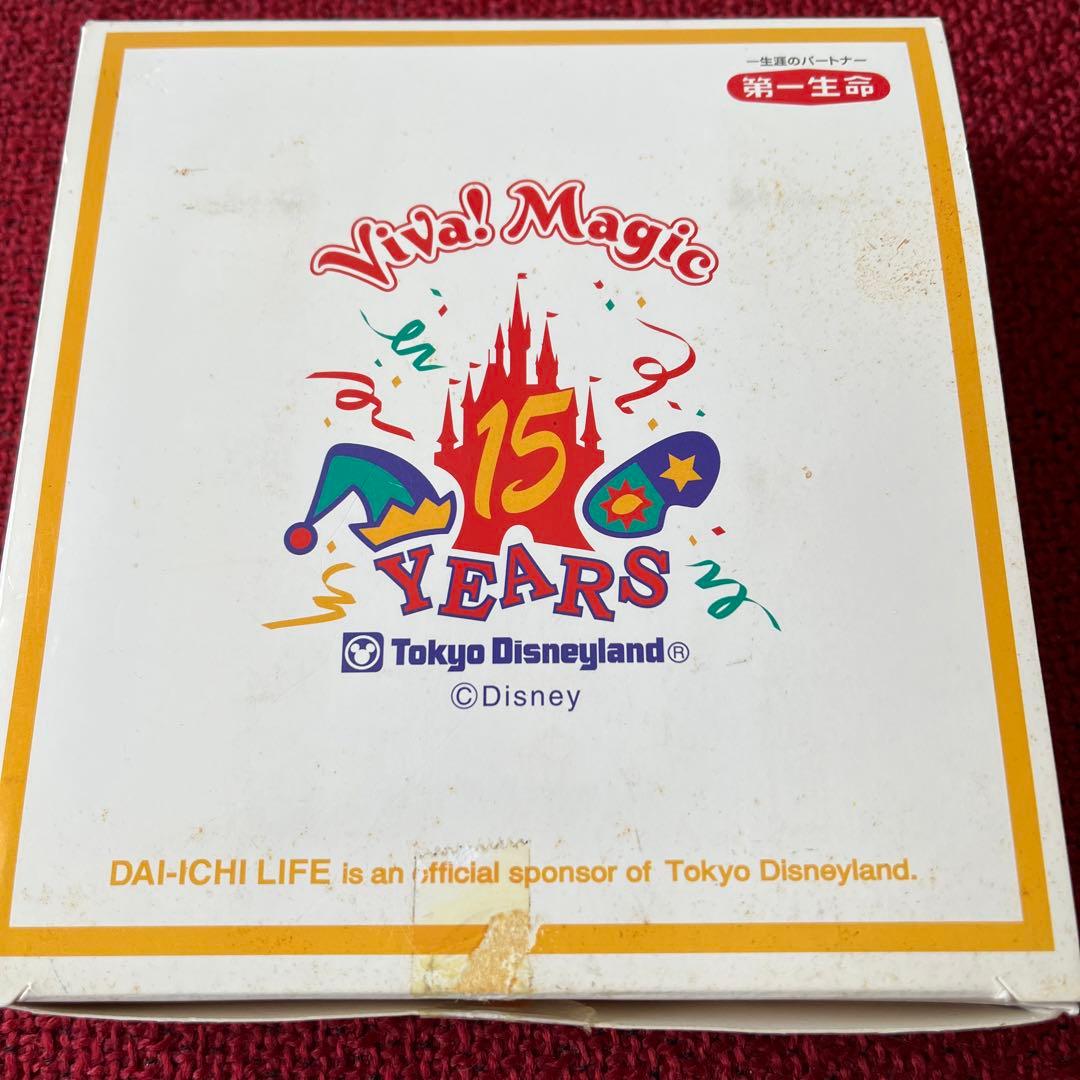 一生涯のパートナー
第一生命
Viva! Magic
15
YEARS
Tokyo Disneyland®
©Disney
DAI-ICHI LIFE is an official sponsor of Tokyo Disneyland.